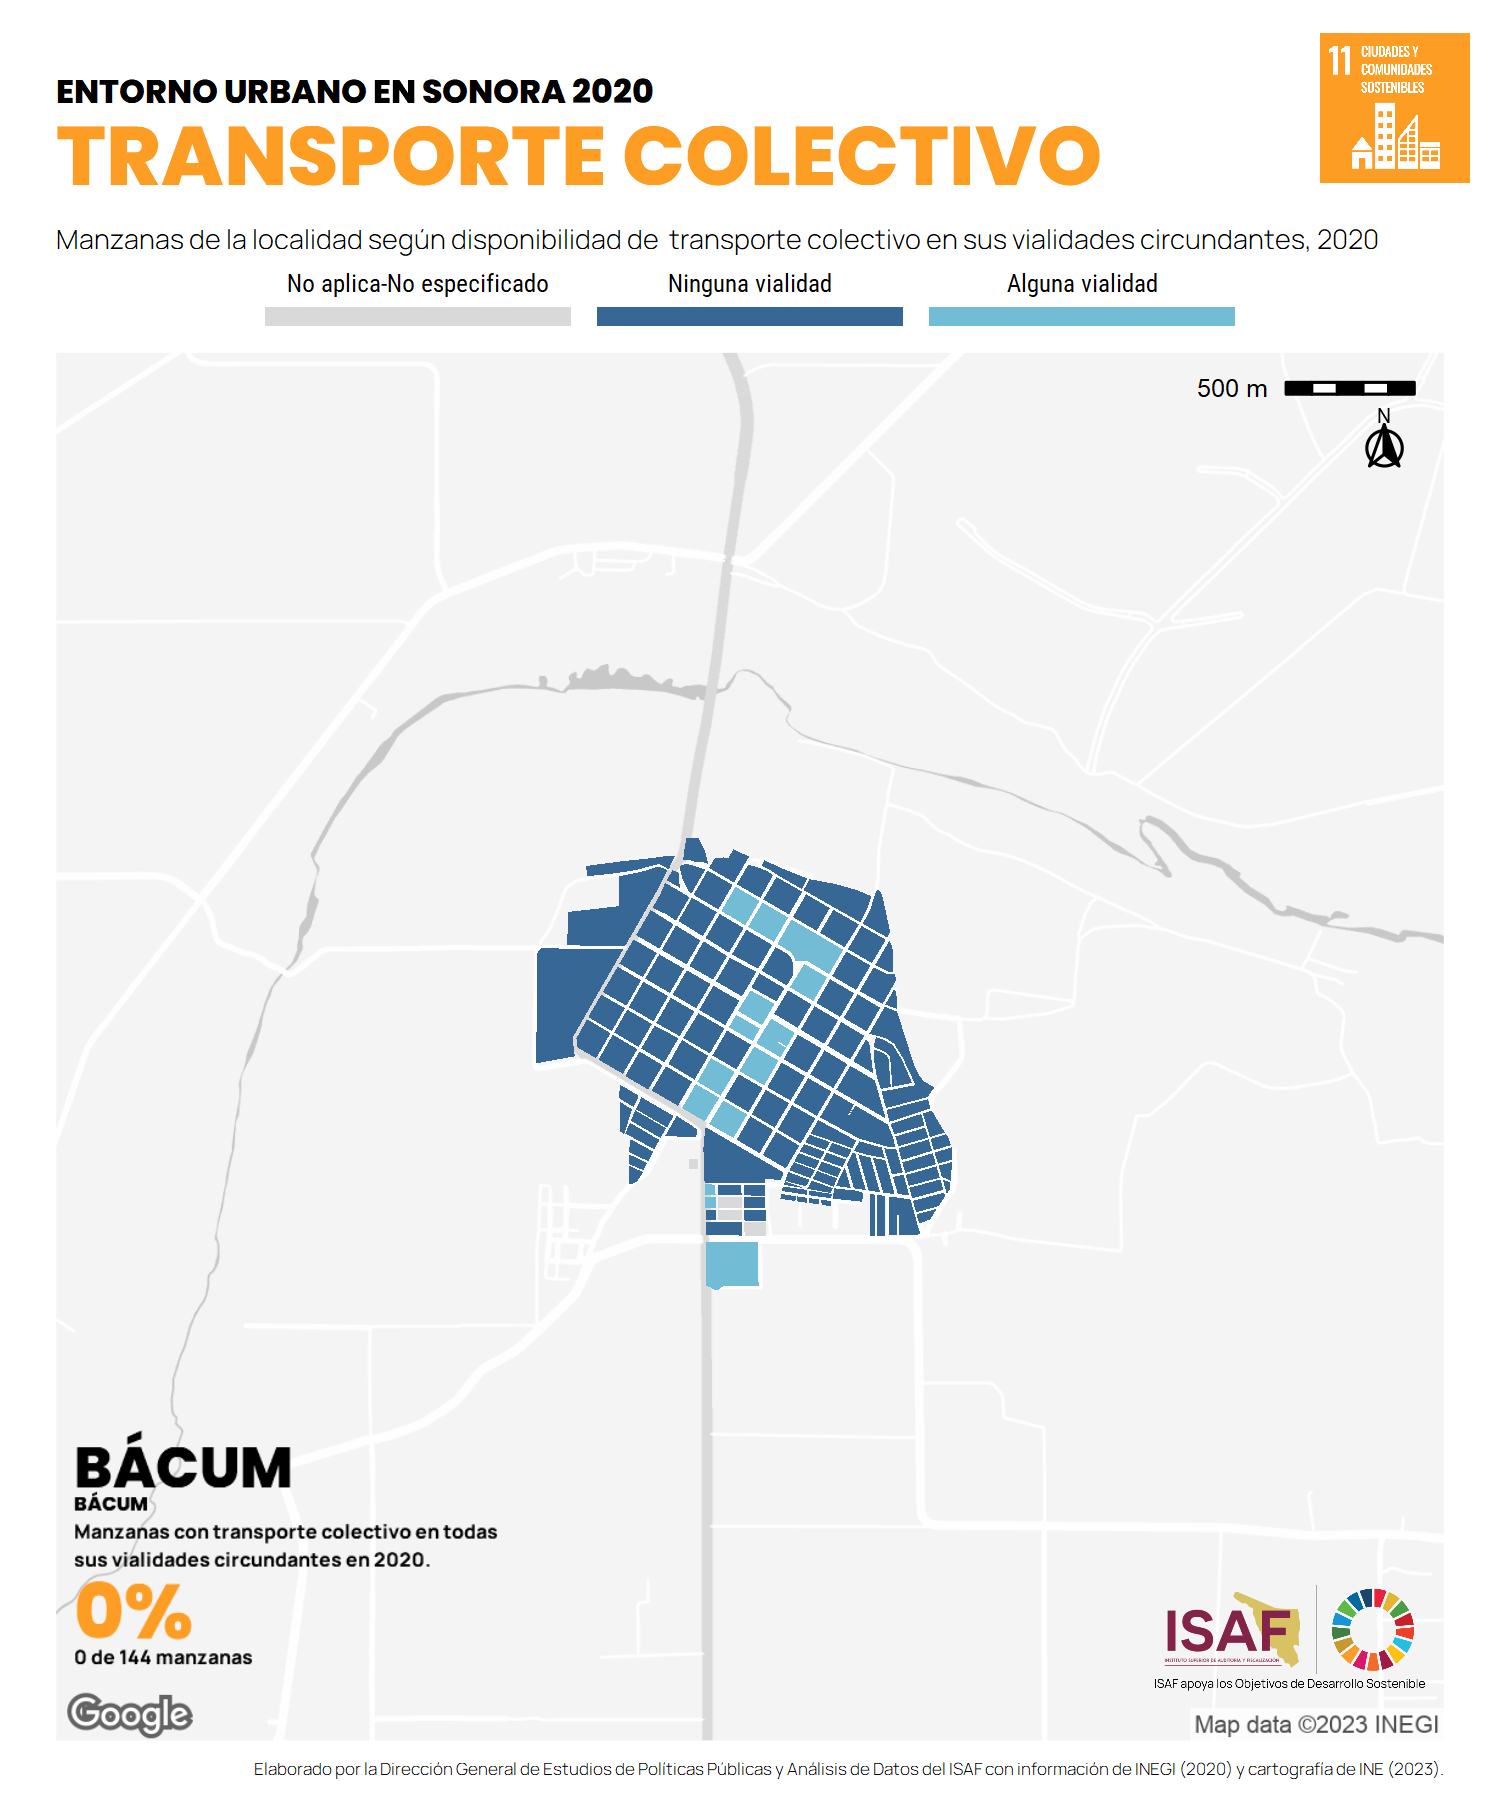 ENTORNO URBANO EN SONORA 2020
TRANSPORTE COLECTIVO
11 CIUDADES Y
COMUNIDADES
SOSTENIBLES
Manzanas de la localidad según disponibilidad de transporte colectivo en sus vialidades circundantes, 2020
No aplica-No especificado
Ninguna vialidad
Alguna vialidad
500 m
N
BÁCUM
BÁCUM
Manzanas con transporte colectivo en todas
sus vialidades circundantes en 2020.
0%
0 de 144 manzanas
Google
ISAF
INSTITUTO SUPERIOR DE AUDITORÍA Y FISCALIZACIÓN
ISAF apoya los Objetivos de Desarrollo Sostenible
Map data ©2023 INEGI
Elaborado por la Dirección General de Estudios de Políticas Públicas y Análisis de Datos del ISAF con información de INEGI (2020) y cartografía de INE (2023).